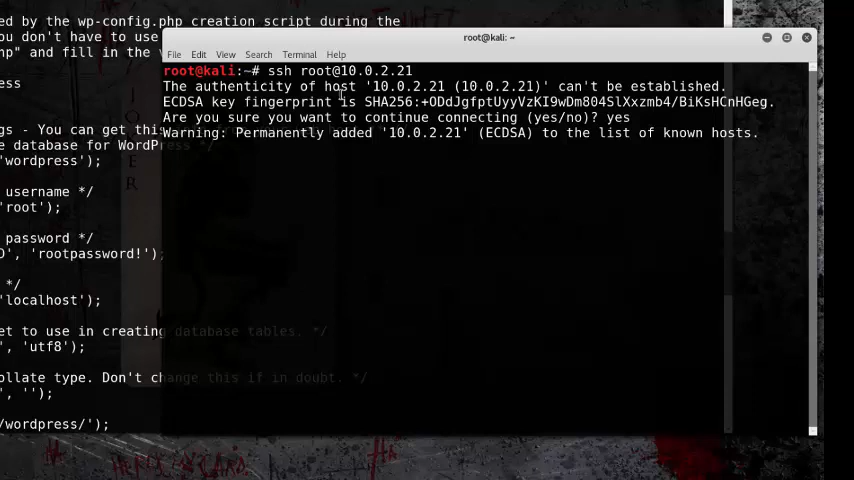 ed by the wp-config.php creation script during the
ou don't have to use
hp" and fill in the v
ess
gs - You can get this
e database for WordPress */
'wordpress');
username */
'root');
password */
D', 'rootpassword!');
*/
'localhost');
et to use in creating database tables. */
', 'utf8');
ollate type. Don't change this if in doubt. */
', '');
/wordpress/');
root@kali: ~
File Edit View Search Terminal Help
root@kali:~# ssh root@10.0.2.21
The authenticity of host '10.0.2.21 (10.0.2.21)' can't be established.
ECDSA key fingerprint is SHA256:+ODdJgfptUyyVzKI9wDm804SlXxzmb4/BiKsHCnHGeg.
Are you sure you want to continue connecting (yes/no)? yes
Warning: Permanently added '10.0.2.21' (ECDSA) to the list of known hosts.